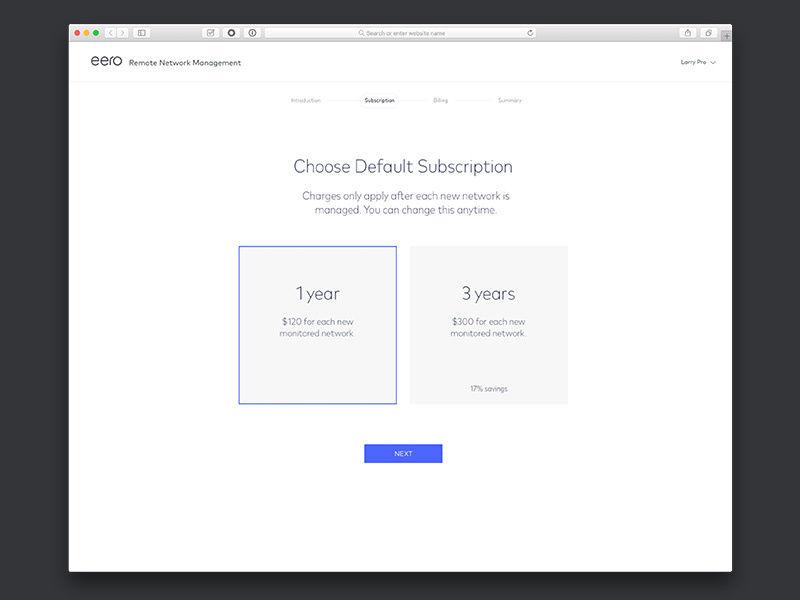 Search or enter website name
eero Remote Network Management
Larry Pro
Introduction
Subscription
Billing
Summary
Choose Default Subscription
Charges only apply after each new network is
managed. You can change this anytime.
1 year
$120 for each new
monitored network.
3 years
$300 for each new
monitored network.
17% savings
NEXT